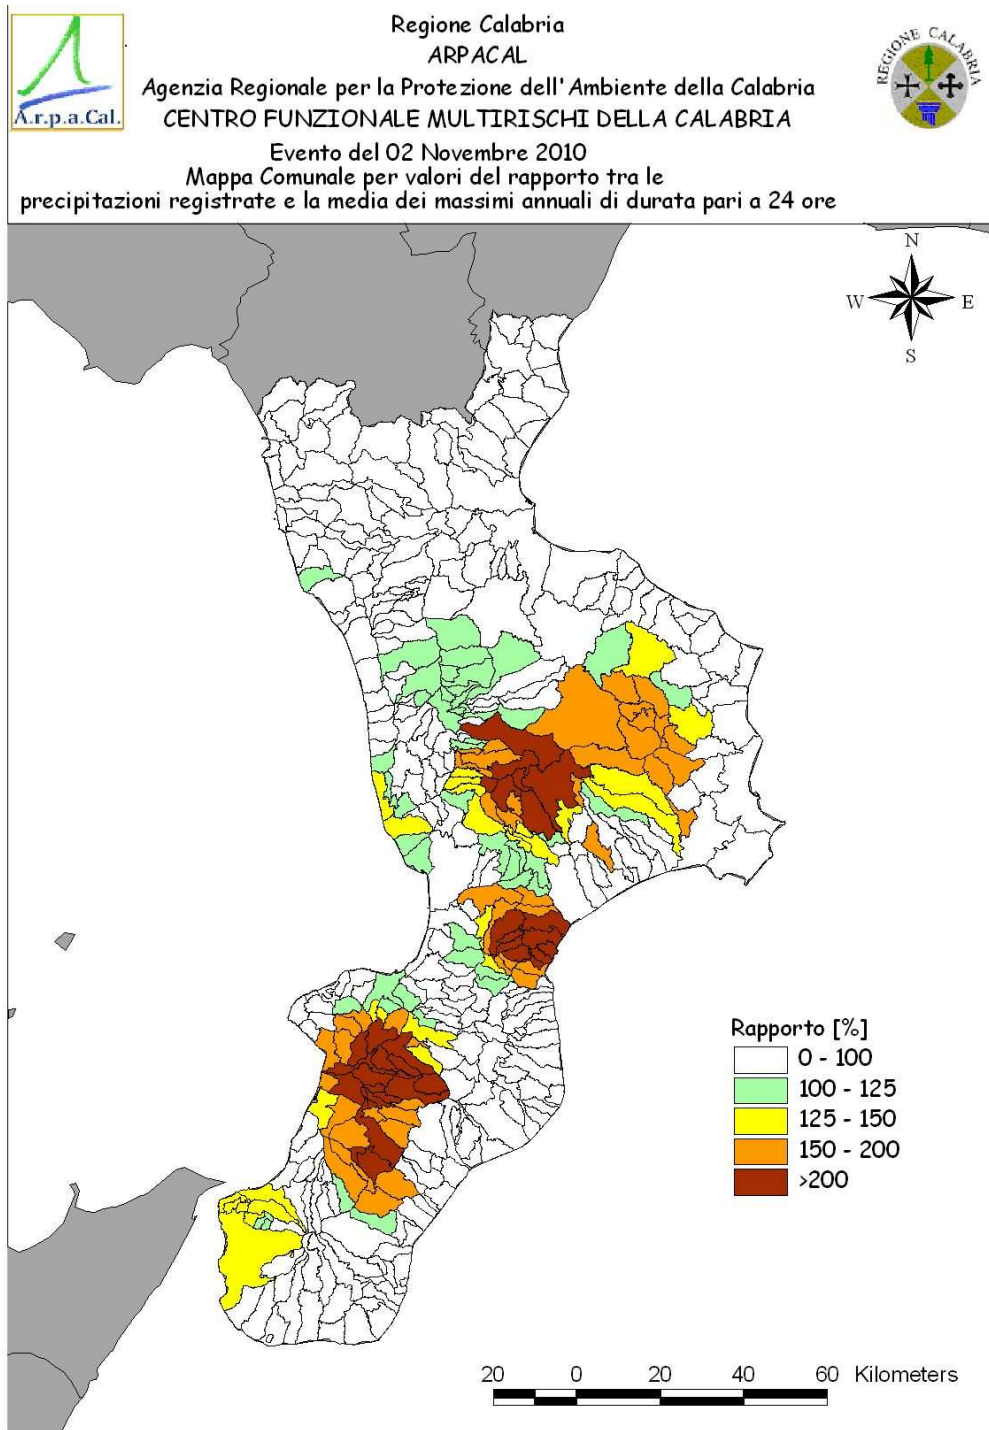 Regione Calabria
ARPACAL
Agenzia Regionale per la Protezione dell'Ambiente della Calabria
CENTRO FUNZIONALE MULTIRISCHI DELLA CALABRIA
Evento del 02 Novembre 2010
Mappa Comunale per valori del rapporto tra le
precipitazioni registrate e la media dei massimi annuali di durata pari a 24 ore
A.r.p.a.Cal.
REGIONE CALABRIA
N
W E
S
Rapporto [%]
0 - 100
100 - 125
125 - 150
150 - 200
>200
20 0 20 40 60 Kilometers